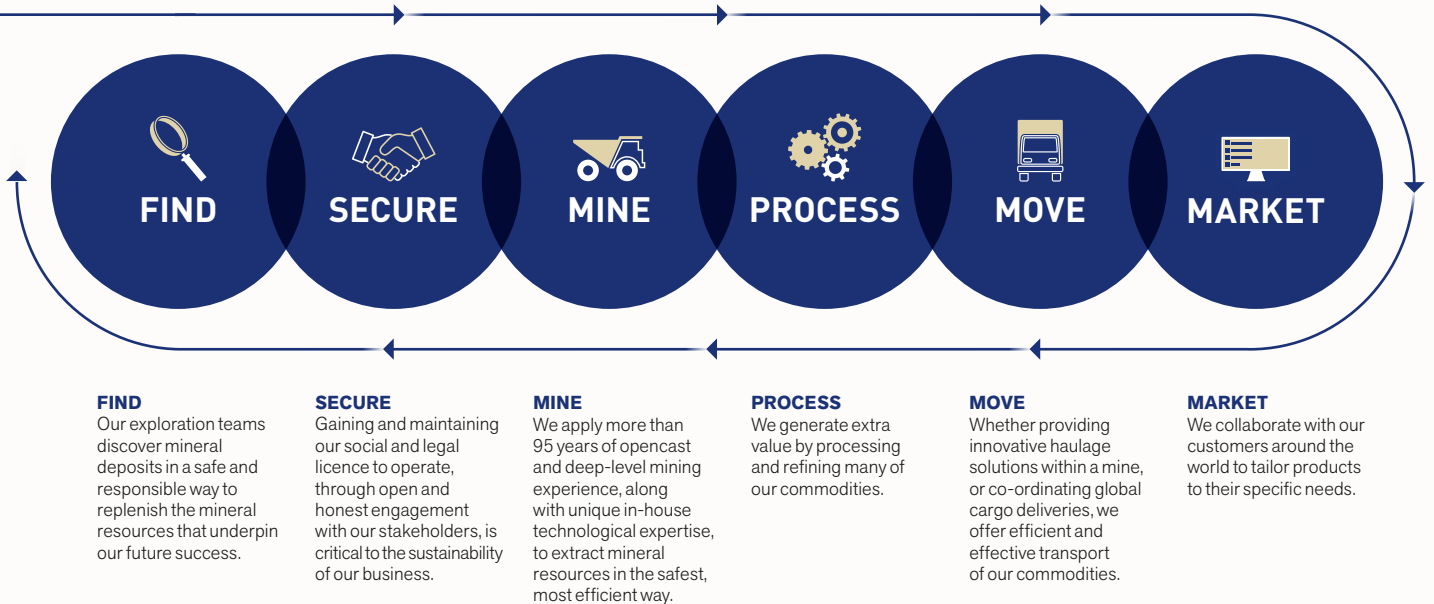 FIND
SECURE
MINE
PROCESS
MOVE
MARKET
FIND
Our exploration teams
discover mineral
deposits in a safe and
responsible way to
replenish the mineral
resources that underpin
our future success.
SECURE
Gaining and maintaining
our social and legal
licence to operate,
through open and
honest engagement
with our stakeholders, is
critical to the sustainability
of our business.
MINE
We apply more than
95 years of opencast
and deep-level mining
experience, along
with unique in-house
technological expertise,
to extract mineral
resources in the safest,
most efficient way.
PROCESS
We generate extra
value by processing
and refining many of
our commodities.
MOVE
Whether providing
innovative haulage
solutions within a mine,
or co-ordinating global
cargo deliveries, we
offer efficient and
effective transport
of our commodities.
MARKET
We collaborate with our
customers around the
world to tailor products
to their specific needs.